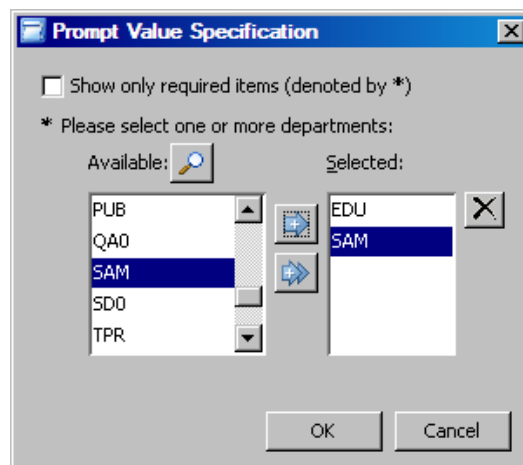 Prompt Value Specification
Show only required items (denoted by *)
* Please select one or more departments:
Available:
Selected:
PUB
QA0
SAM
SD0
TPR
EDU
SAM
OK
Cancel